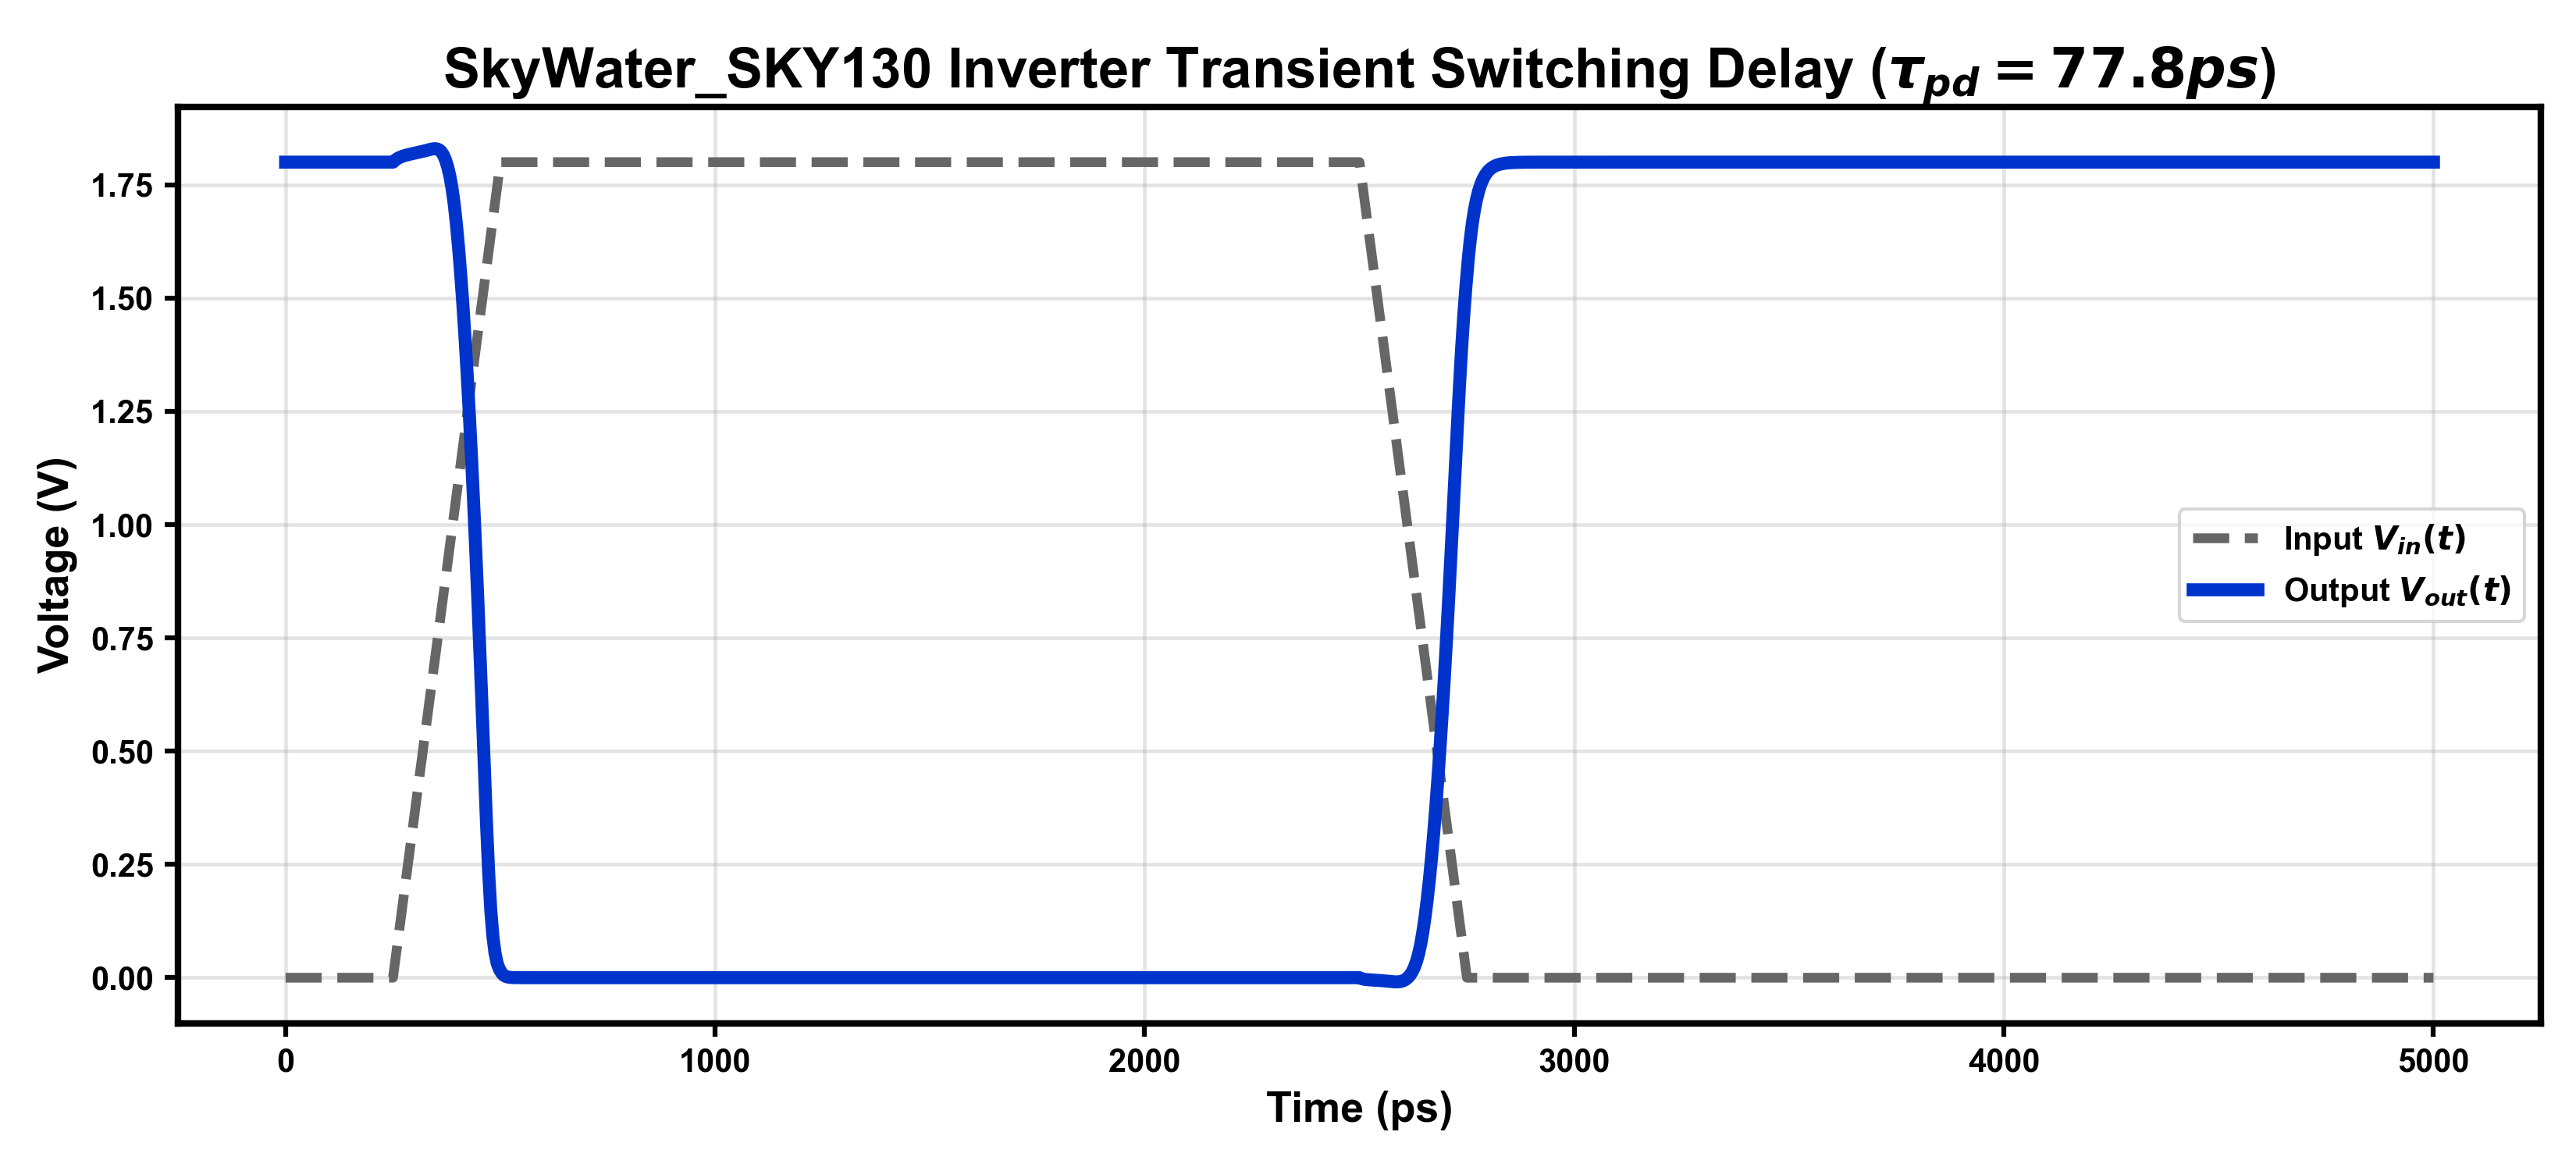 SkyWater_SKY130 Inverter Transient Switching Delay (τpd = 77.8ps)
Voltage (V)
1.75
1.50
1.25
1.00
0.75
0.50
0.25
0.00
Input Vin(t)
Output Vout(t)
0 1000 2000 3000 4000 5000
Time (ps)